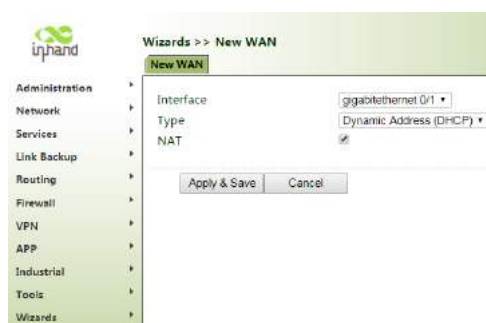 inhand
Wizards >> New WAN
New WAN
Administration
Network
Services
Link Backup
Routing
Firewall
VPN
APP
Industrial
Tools
Wizards
Interface
gigabitethernet 0/1
Type
Dynamic Address (DHCP)
NAT
Apply & Save
Cancel